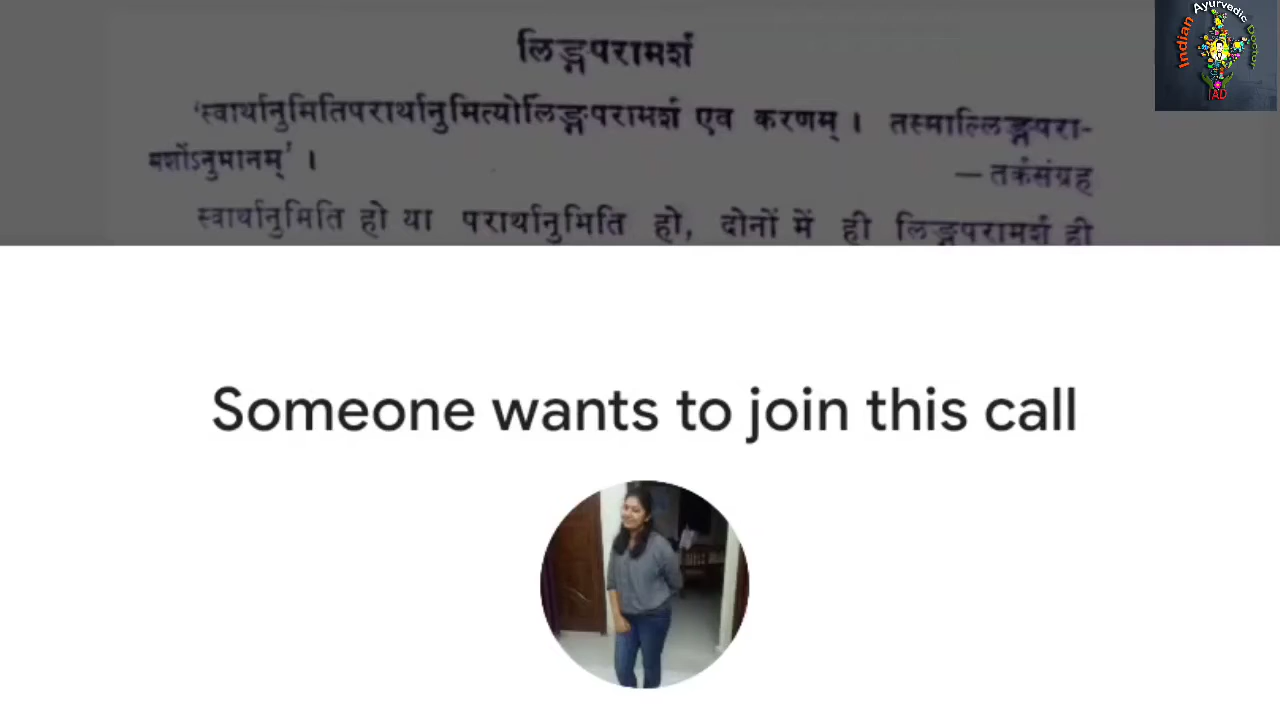 लिङ्गपरामर्श
'स्वार्थानुमितिपरार्थानुमित्योर्लिङ्गपरामर्श एव करणम् । तस्माल्लिङ्गपरा-
मर्शोऽनुमानम्' ।
— तर्कसंग्रह
स्वार्थानुमिति हो या परार्थानुमिति हो, दोनों में ही लिङ्गपरामर्श ही
Someone wants to join this call
Indian Ayurvedic Doctor
IAD